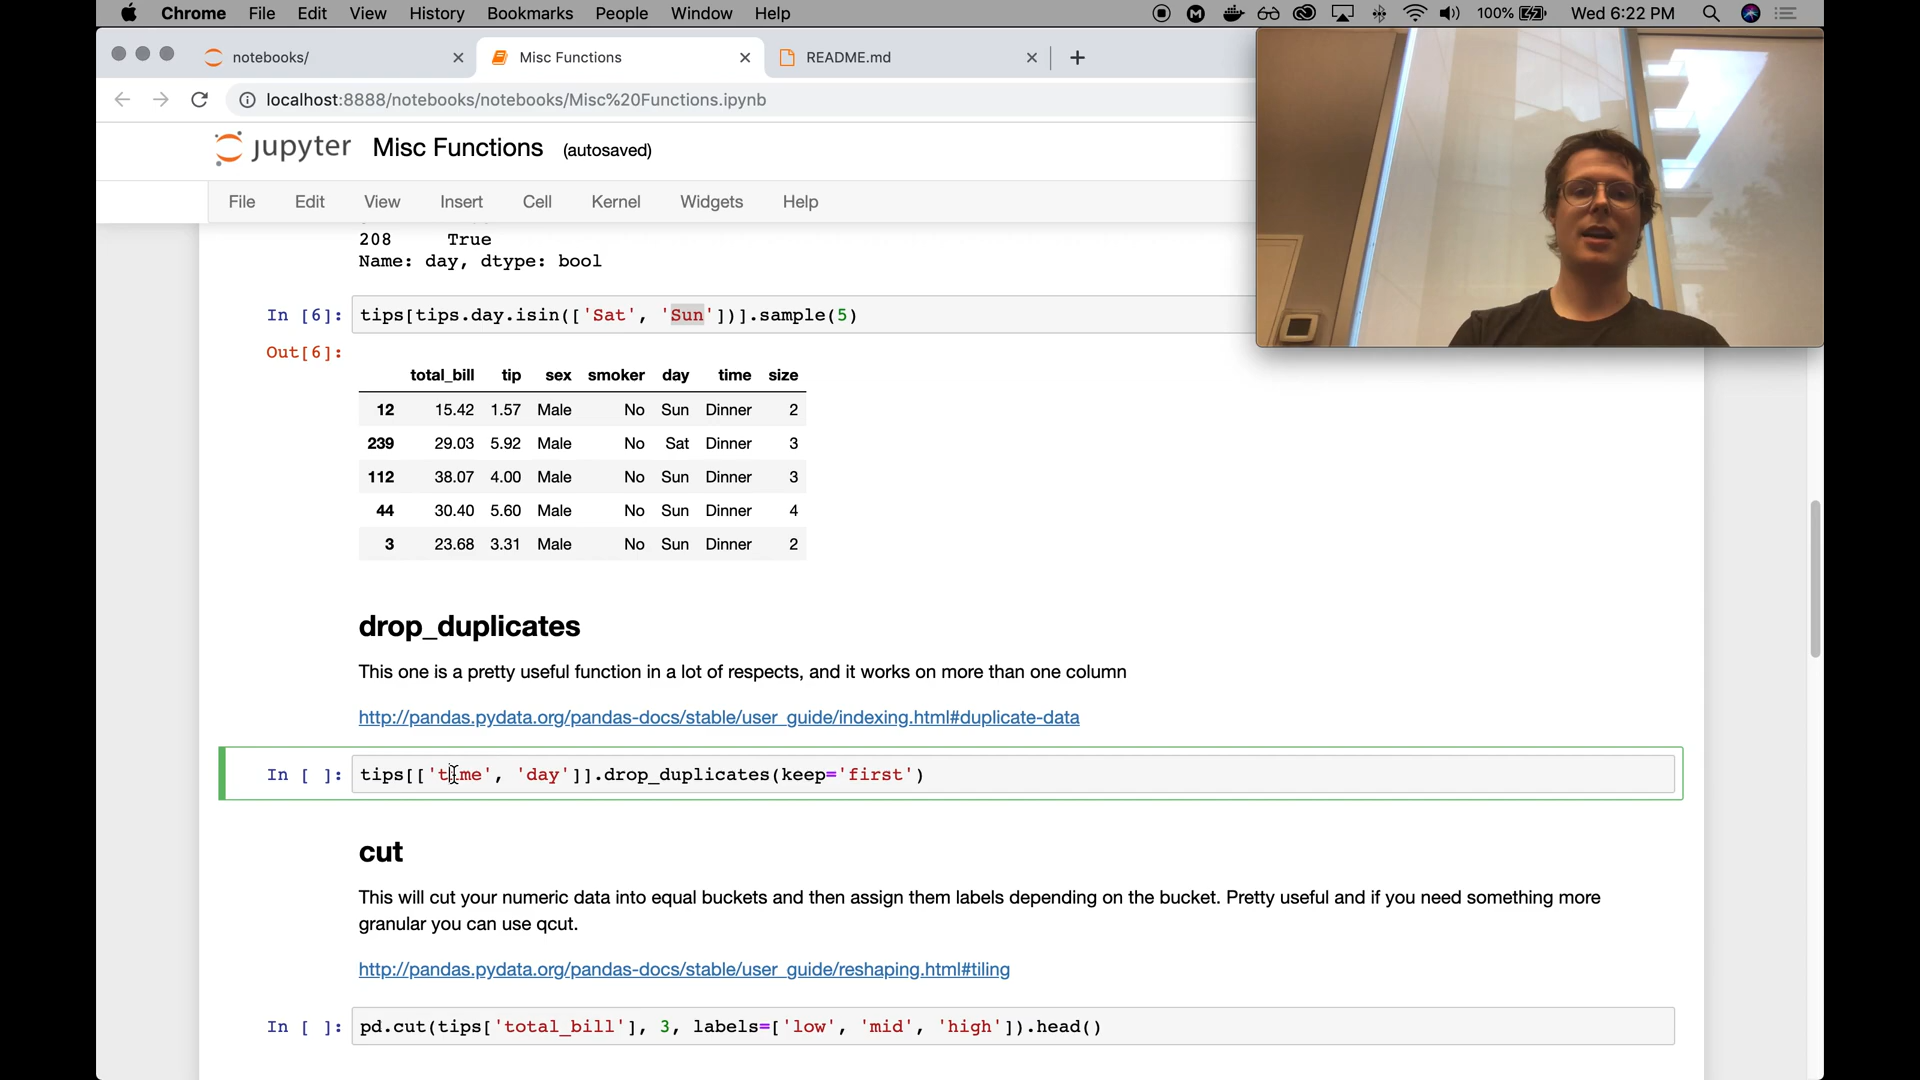 Chrome File Edit View History Bookmarks People Window Help 100% Wed 6:22 PM
notebooks/ Misc Functions README.md
localhost:8888/notebooks/notebooks/Misc%20Functions.ipynb
jupyter Misc Functions (autosaved)
File Edit View Insert Cell Kernel Widgets Help
208 True
Name: day, dtype: bool
In [6]: tips[tips.day.isin(['Sat', 'Sun'])].sample(5)
Out[6]:
total_bill tip sex smoker day time size
12 15.42 1.57 Male No Sun Dinner 2
239 29.03 5.92 Male No Sat Dinner 3
112 38.07 4.00 Male No Sun Dinner 3
44 30.40 5.60 Male No Sun Dinner 4
3 23.68 3.31 Male No Sun Dinner 2
drop_duplicates
This one is a pretty useful function in a lot of respects, and it works on more than one column
http://pandas.pydata.org/pandas-docs/stable/user_guide/indexing.html#duplicate-data
In [ ]: tips[['time', 'day']].drop_duplicates(keep='first')
cut
This will cut your numeric data into equal buckets and then assign them labels depending on the bucket. Pretty useful and if you need something more
granular you can use qcut.
http://pandas.pydata.org/pandas-docs/stable/user_guide/reshaping.html#tiling
In [ ]: pd.cut(tips['total_bill'], 3, labels=['low', 'mid', 'high']).head()